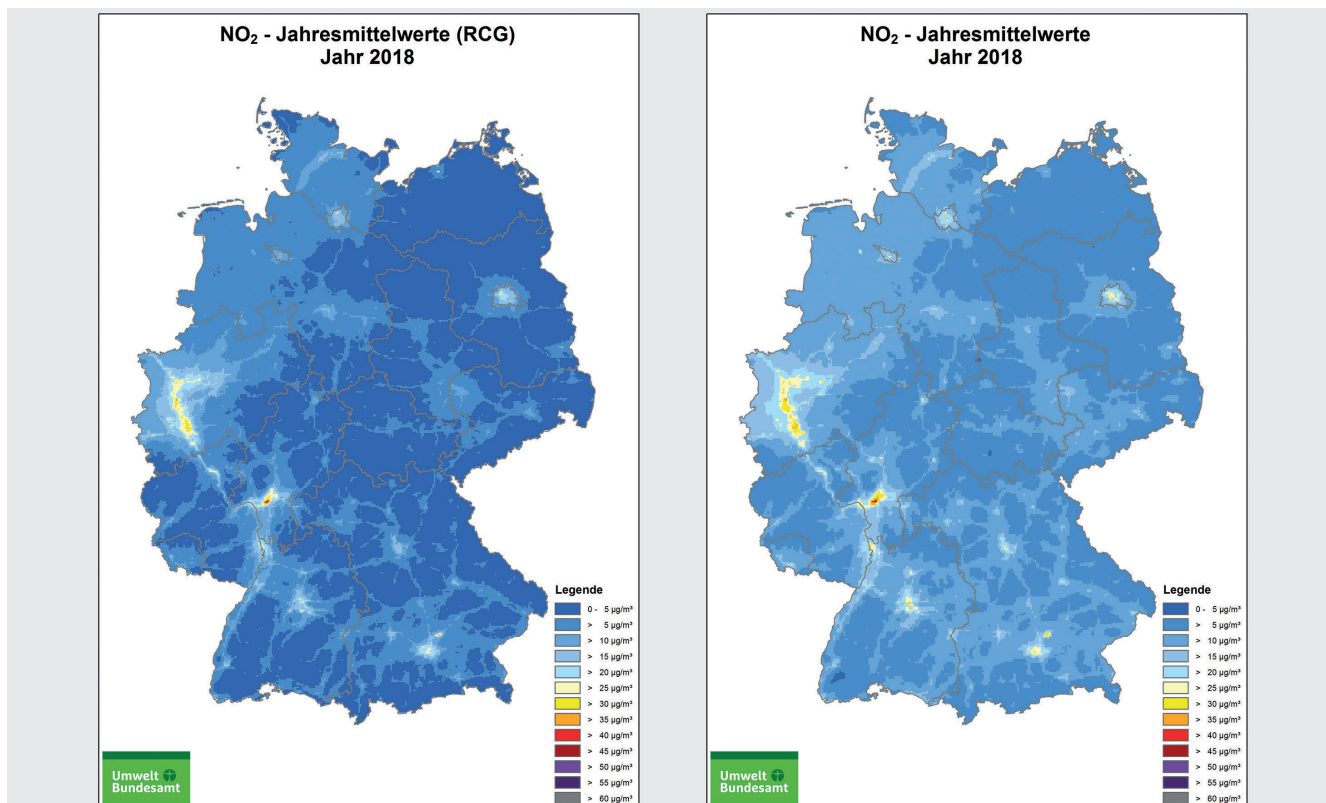 NO₂ - Jahresmittelwerte (RCG)
Jahr 2018
Legende
0 - 5 µg/m³
> 5 µg/m³
> 10 µg/m³
> 15 µg/m³
> 20 µg/m³
> 25 µg/m³
> 30 µg/m³
> 35 µg/m³
> 40 µg/m³
> 45 µg/m³
> 50 µg/m³
> 55 µg/m³
> 60 µg/m³
Umwelt
Bundesamt
NO₂ - Jahresmittelwerte
Jahr 2018
Legende
0 - 5 µg/m³
> 5 µg/m³
> 10 µg/m³
> 15 µg/m³
> 20 µg/m³
> 25 µg/m³
> 30 µg/m³
> 35 µg/m³
> 40 µg/m³
> 45 µg/m³
> 50 µg/m³
> 55 µg/m³
> 60 µg/m³
Umwelt
Bundesamt